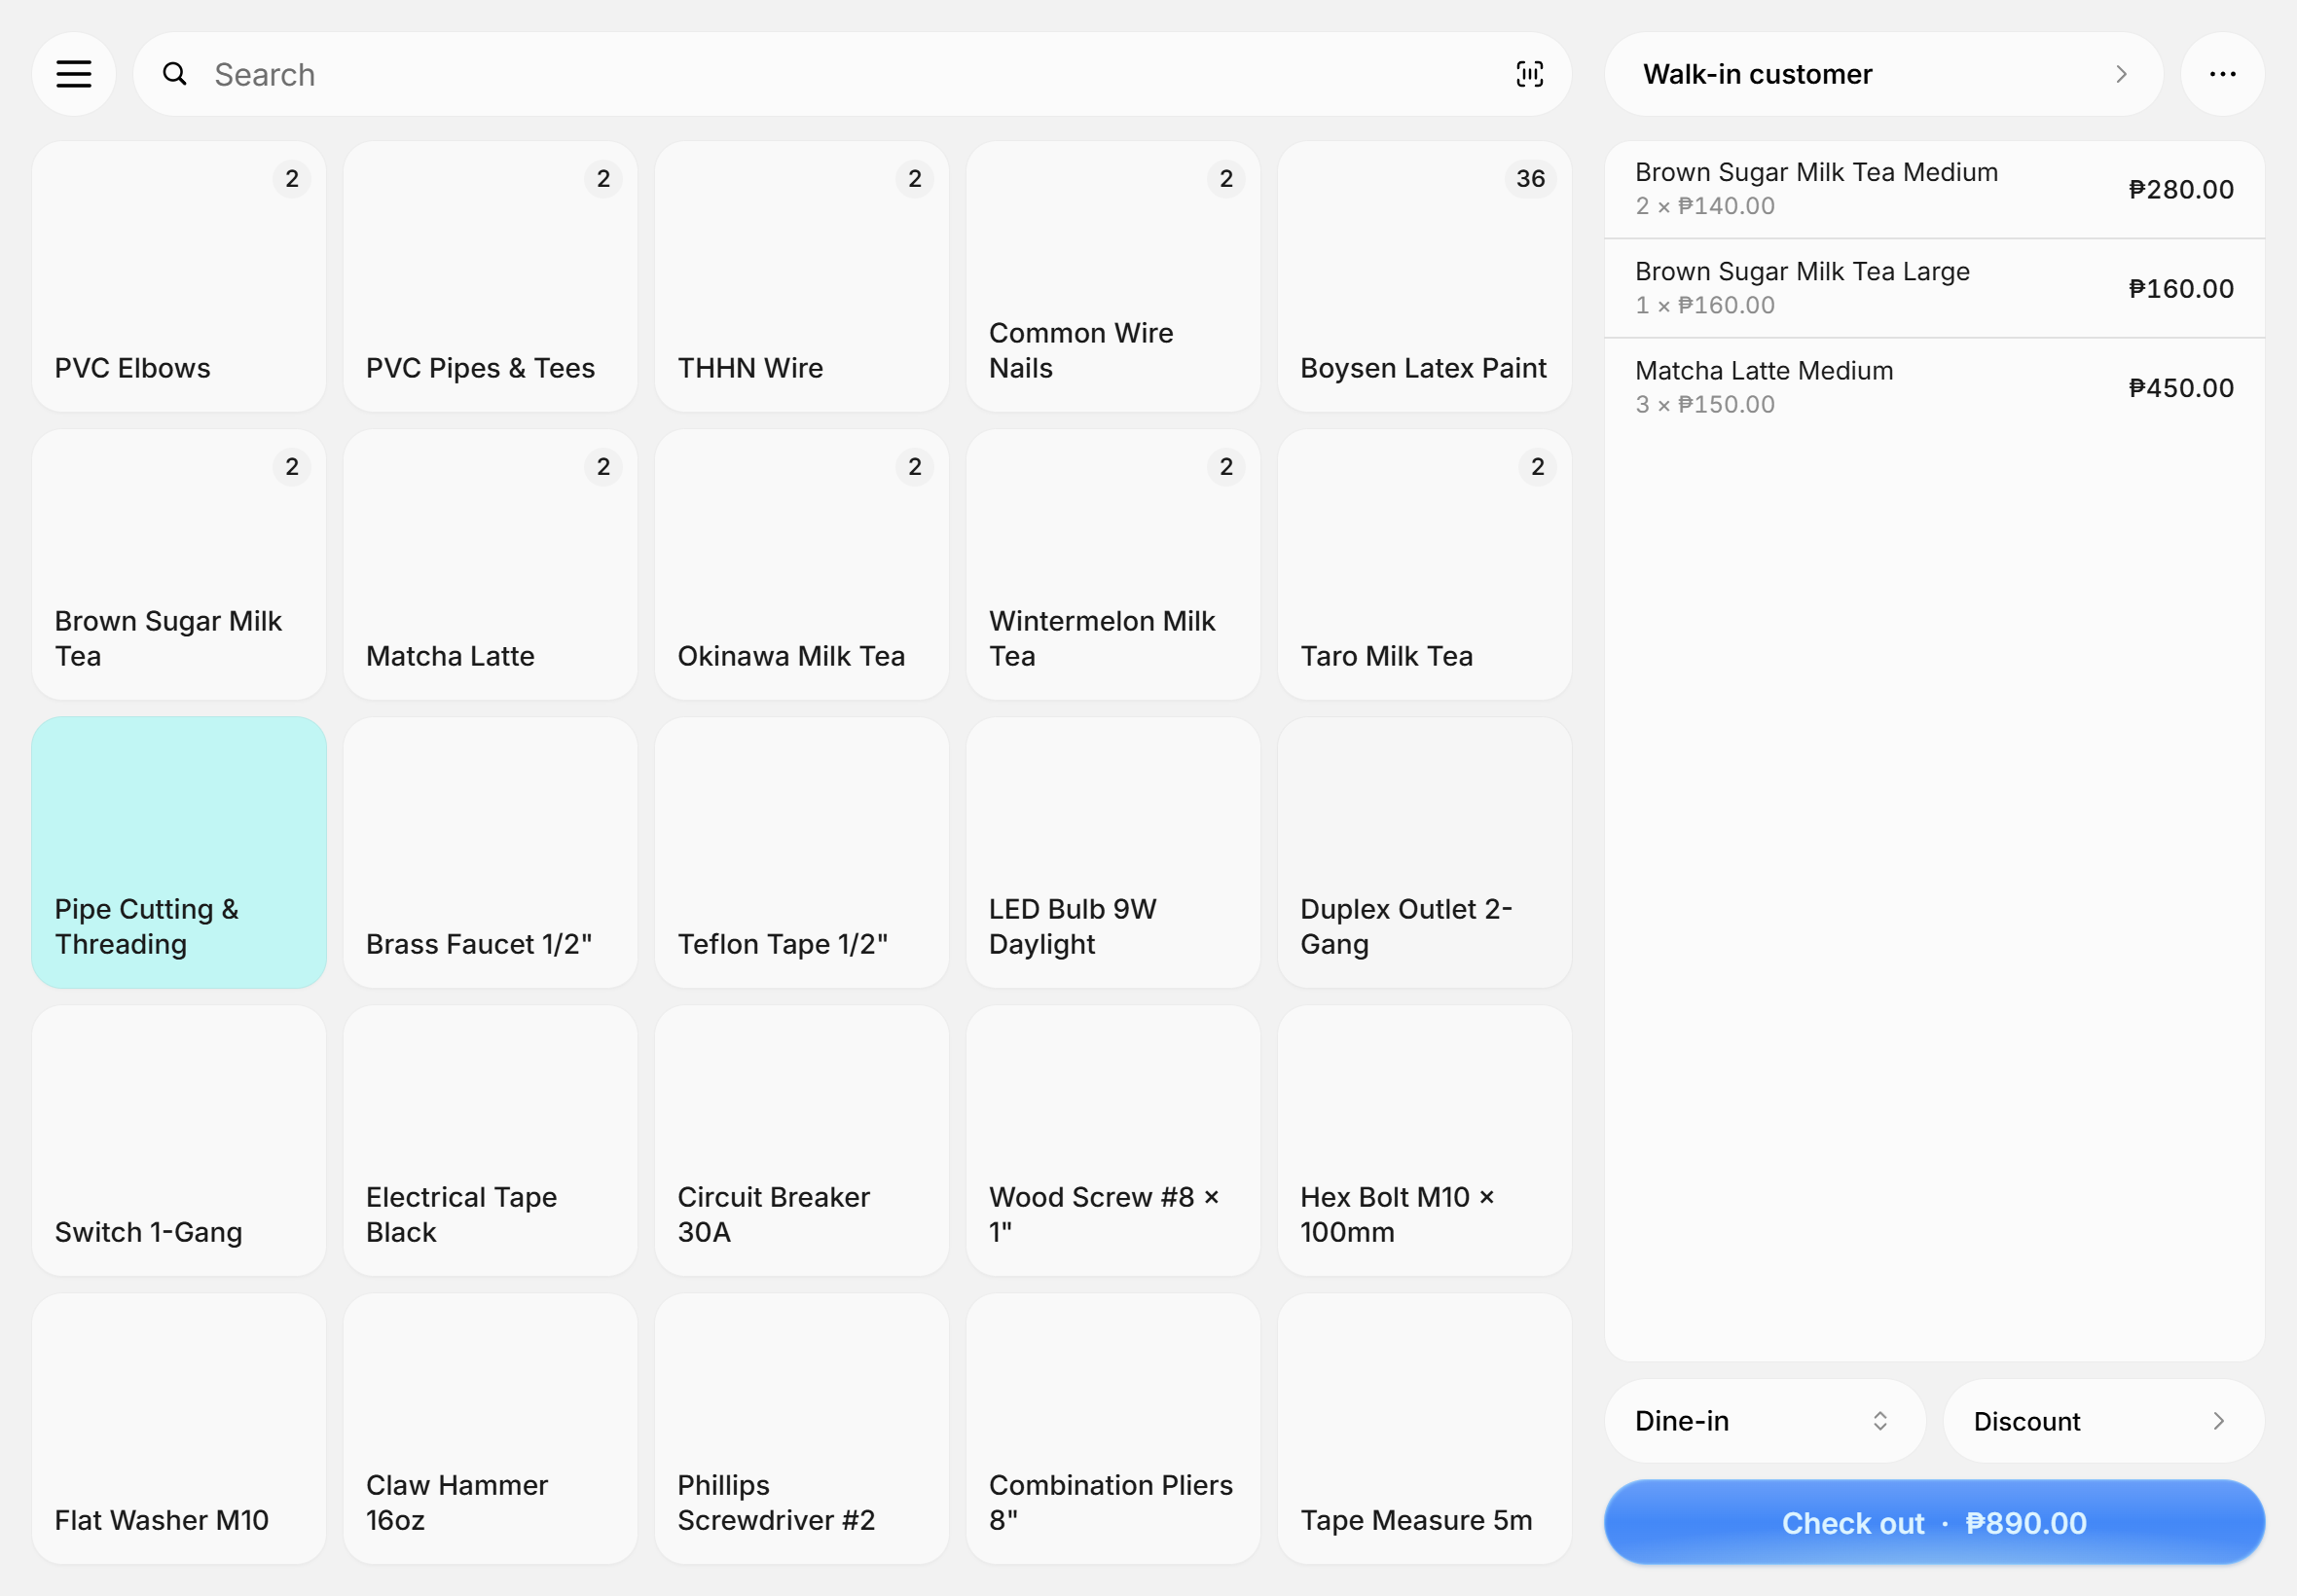 Search
Walk-in customer
2
PVC Elbows
2
PVC Pipes & Tees
2
THHN Wire
2
Common Wire
Nails
36
Boysen Latex Paint
2
Brown Sugar Milk
Tea
2
Matcha Latte
2
Okinawa Milk Tea
2
Wintermelon Milk
Tea
2
Taro Milk Tea
Pipe Cutting &
Threading
Brass Faucet 1/2"
Teflon Tape 1/2"
LED Bulb 9W
Daylight
Duplex Outlet 2-
Gang
Switch 1-Gang
Electrical Tape
Black
Circuit Breaker
30A
Wood Screw #8 ×
1"
Hex Bolt M10 ×
100mm
Flat Washer M10
Claw Hammer
16oz
Phillips
Screwdriver #2
Combination Pliers
8"
Tape Measure 5m
Brown Sugar Milk Tea Medium
2 × ₱140.00
₱280.00
Brown Sugar Milk Tea Large
1 × ₱160.00
₱160.00
Matcha Latte Medium
3 × ₱150.00
₱450.00
Dine-in
Discount
Check out · ₱890.00